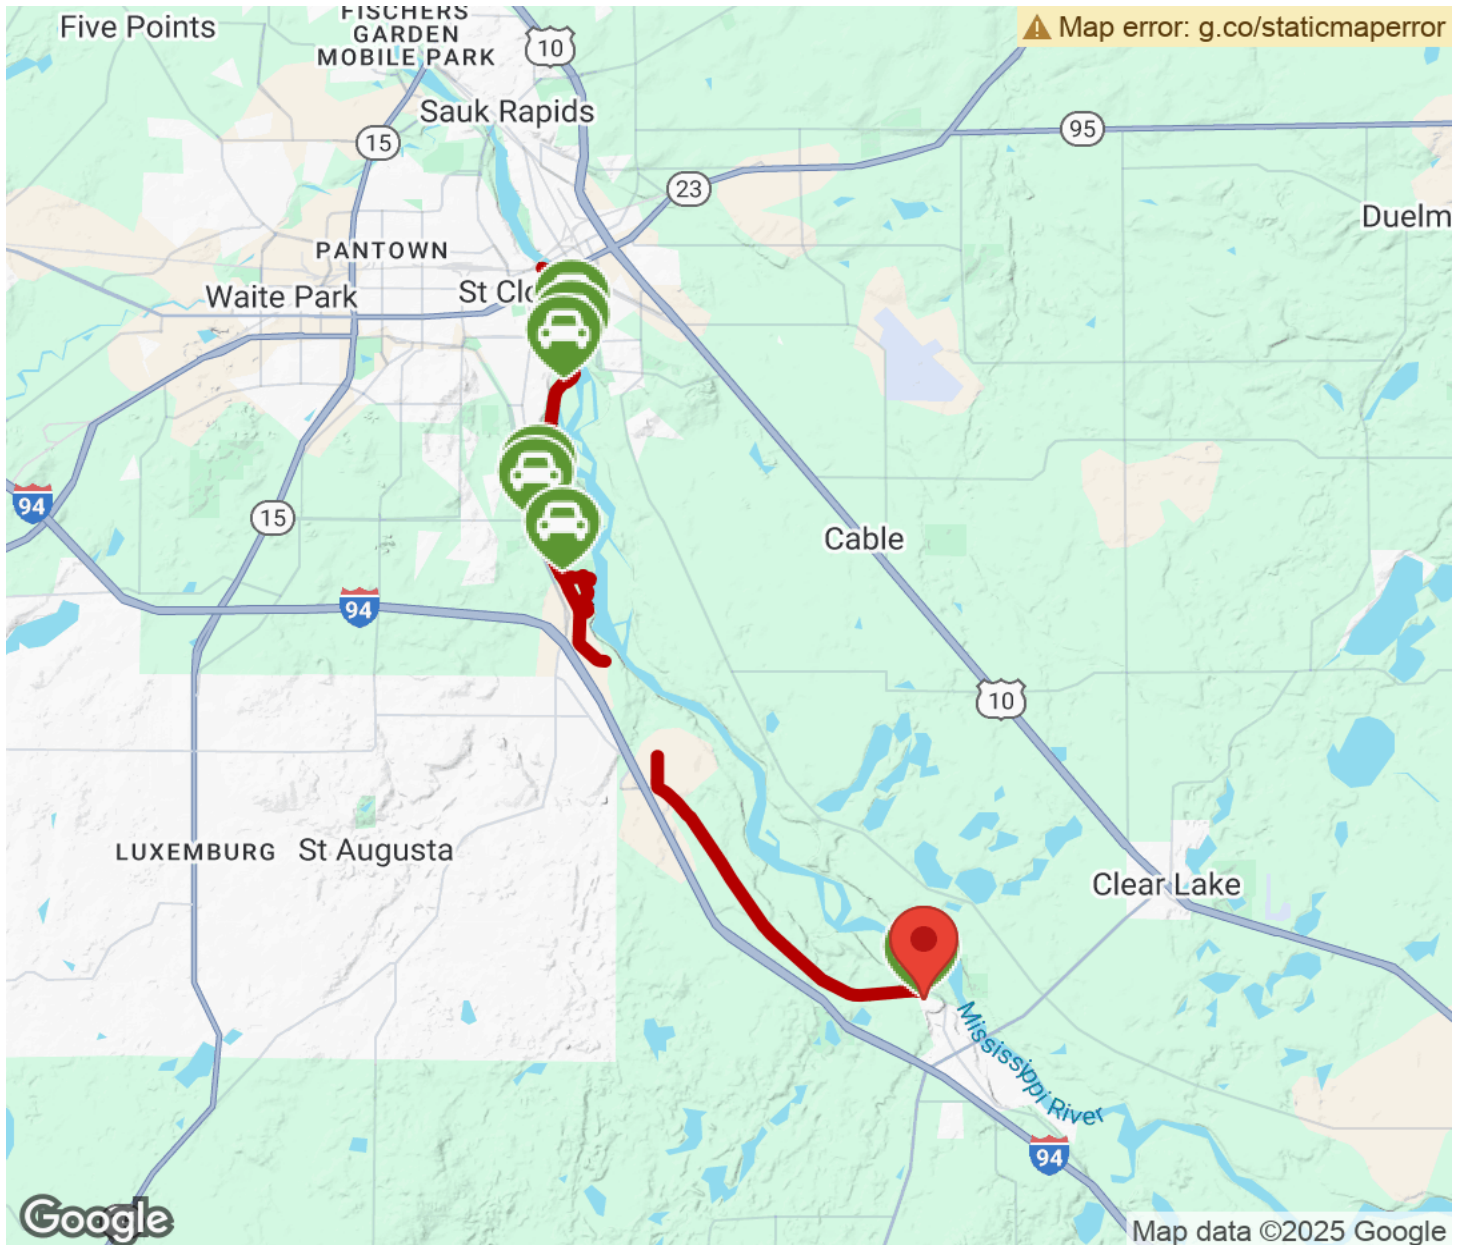 Five Points
FISCHERS
GARDEN
MOBILE PARK
10
Map error: g.co/staticmaperror
Sauk Rapids
15
95
23
Duelm
PANTOWN
Waite Park
St Clo
94
15
Cable
94
10
LUXEMBURG
St Augusta
Clear Lake
Mississippi River
94
Google
Map data ©2025 Google